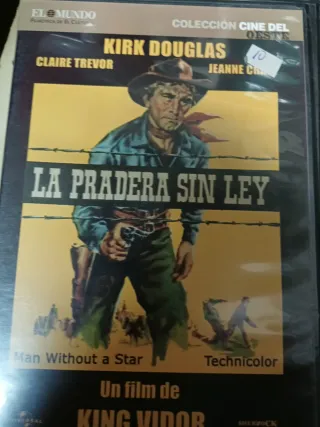 EL MUNDO
COLECCIÓN CINE DEL
OESTE
10
KIRK DOUGLAS
CLAIRE TREVOR
JEANNE
LA PRADERA SIN LEY
Man Without a Star
Technicolor
Un film de
KING VIDOR